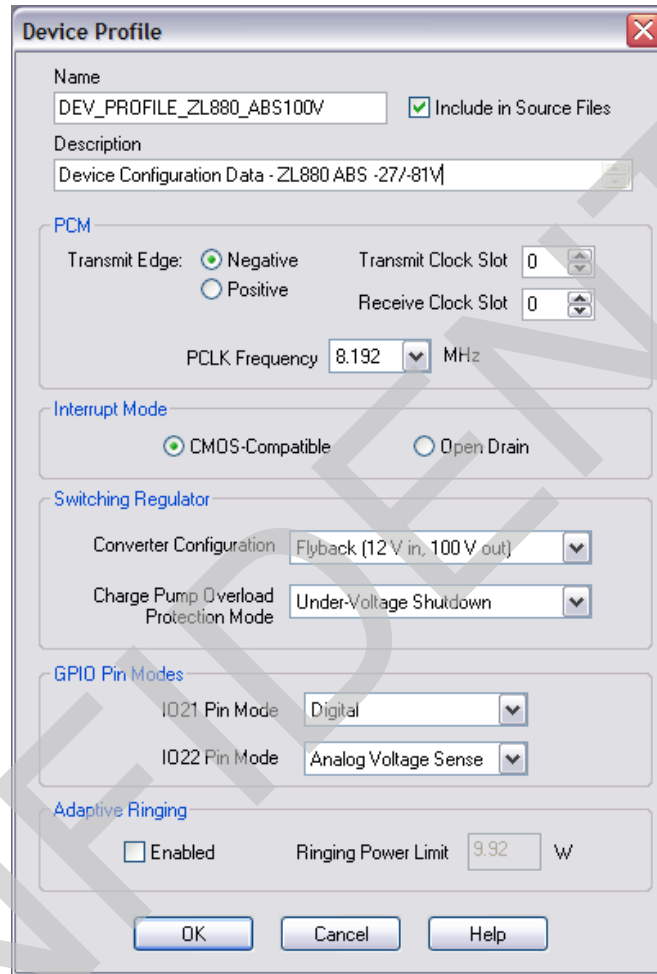 Device Profile
Name
DEV_PROFILE_ZL880_ABS100V
Include in Source Files
Description
Device Configuration Data - ZL880 ABS -27/-81V
PCM
Transmit Edge:
Negative
Transmit Clock Slot
0
Positive
Receive Clock Slot
0
PCLK Frequency
8.192
MHz
Interrupt Mode
CMOS-Compatible
Open Drain
Switching Regulator
Converter Configuration
Flyback (12 V in, 100 V out)
Charge Pump Overload
Protection Mode
Under-Voltage Shutdown
GPIO Pin Modes
IO21 Pin Mode
Digital
IO22 Pin Mode
Analog Voltage Sense
Adaptive Ringing
Enabled
Ringing Power Limit
9.92
W
OK
Cancel
Help
NFIDENT